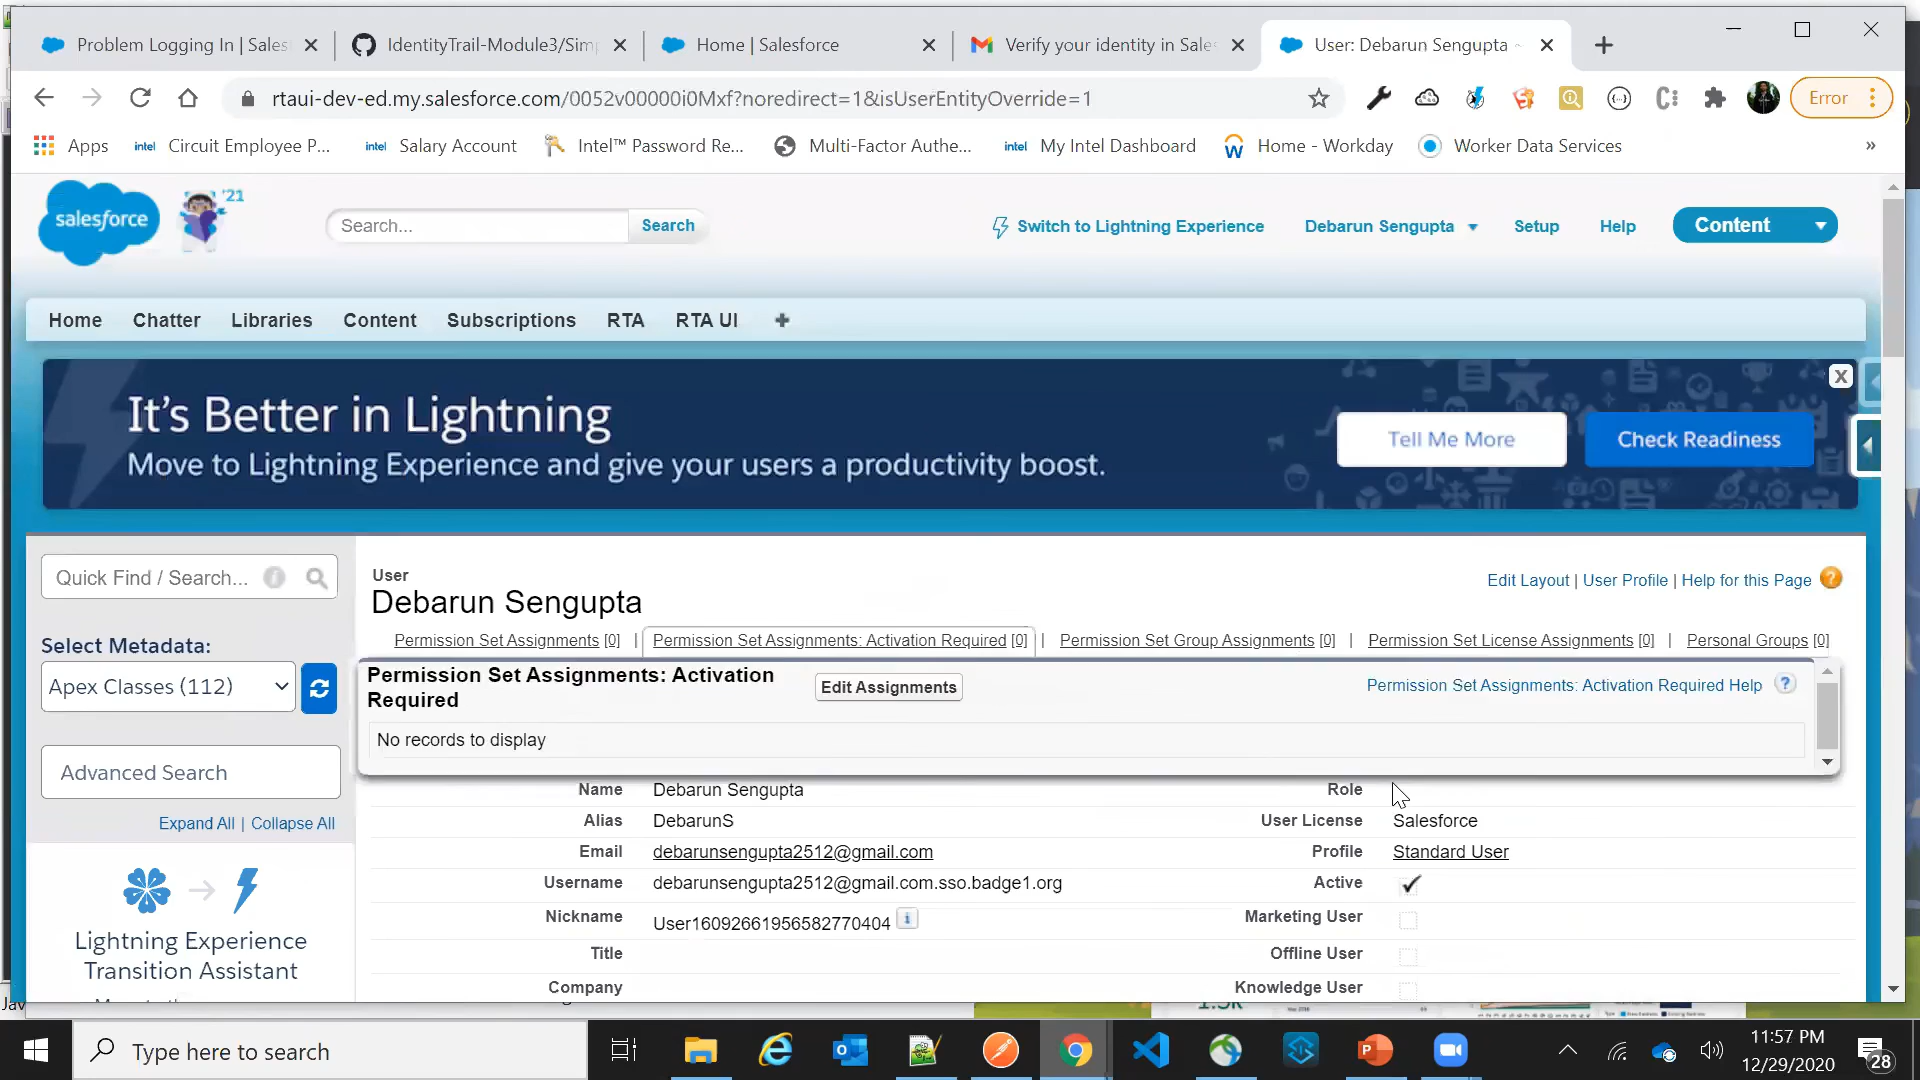 Problem Logging In | Sales
IdentityTrail-Module3/Simp
Home | Salesforce
Verify your identity in Sales
User: Debarun Sengupta ~
rtaui-dev-ed.my.salesforce.com/0052v00000i0Mxf?noredirect=1&isUserEntityOverride=1
Error
Apps
intel Circuit Employee P...
intel Salary Account
Intel™ Password Re...
Multi-Factor Authe...
intel My Intel Dashboard
Home - Workday
Worker Data Services
»
salesforce
'21
Search...
Search
Switch to Lightning Experience
Debarun Sengupta
Setup
Help
Content
Home
Chatter
Libraries
Content
Subscriptions
RTA
RTA UI
+
It's Better in Lightning
Move to Lightning Experience and give your users a productivity boost.
Tell Me More
Check Readiness
X
Quick Find / Search...
Select Metadata:
Apex Classes (112)
Advanced Search
Expand All | Collapse All
Lightning Experience
Transition Assistant
User
Debarun Sengupta
Edit Layout | User Profile | Help for this Page
Permission Set Assignments [0] | Permission Set Assignments: Activation Required [0] | Permission Set Group Assignments [0] | Permission Set License Assignments [0] | Personal Groups [0]
Permission Set Assignments: Activation
Required
Edit Assignments
Permission Set Assignments: Activation Required Help
No records to display
Name Debarun Sengupta
Role
Alias DebarunS
User License Salesforce
Email debarunsengupta2512@gmail.com
Profile Standard User
Username debarunsengupta2512@gmail.com.sso.badge1.org
Active
Nickname User16092661956582770404
Marketing User
Title
Offline User
Company
Knowledge User
Type here to search
11:57 PM
12/29/2020
28